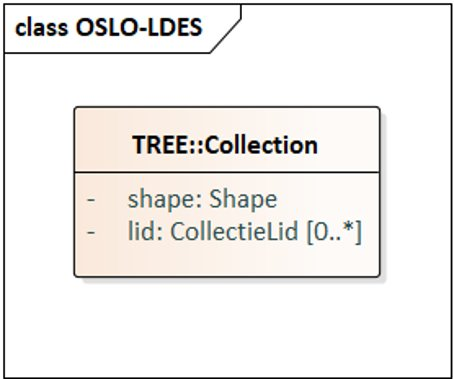 class OSLO-LDES
TREE::Collection
- shape: Shape
- lid: CollectieLid [0..*]